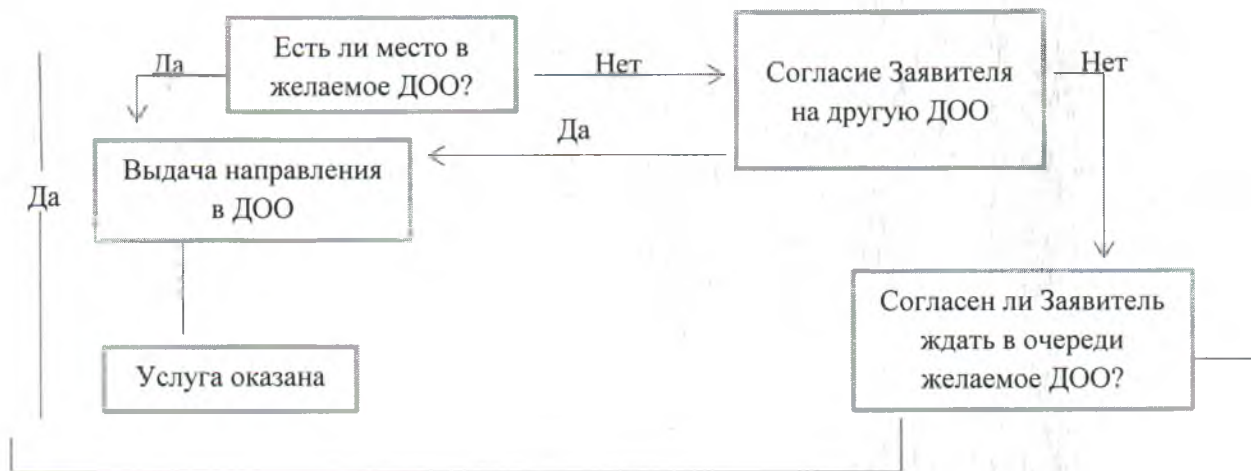 Есть ли место в
желаемое ДОО?
Да
Нет
Согласие Заявителя
на другую ДОО
Нет
Да
Выдача направления
в ДОО
Да
Согласен ли Заявитель
ждать в очереди
желаемое ДОО?
Услуга оказана